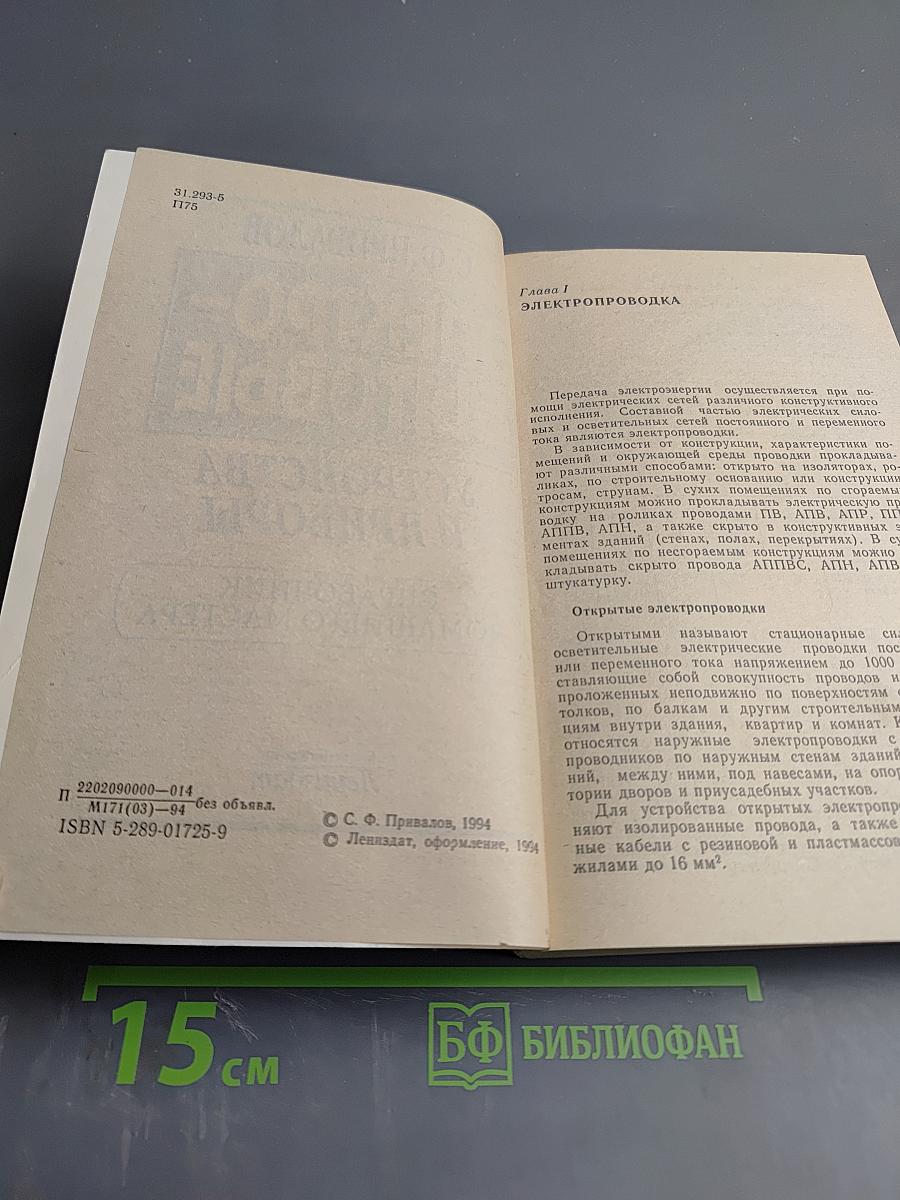 31.293-5
П75
П 2202090000—014
М171(03)—94 без объявл.
ISBN 5-289-01725-9
© С. Ф. Привалов, 1994
© Лениздат, оформление, 1994
Глава I
ЭЛЕКТРОПРОВОДКА
Передача электроэнергии осуществляется при по-
мощи электрических сетей различного конструктивного
исполнения. Составной частью электрических сило-
вых и осветительных сетей постоянного и переменного
тока являются электропроводки.
В зависимости от конструкции, характеристики по-
мещений и окружающей среды проводки прокладыва-
ют различными способами: открыто на изоляторах, ро-
ликах, по строительному основанию или конструкци
тросам, струнам. В сухих помещениях по сгораемы
конструкциям можно прокладывать электрическую пр
водку на роликах проводами ПВ, АПВ, АПР, ПП
АППВ, АПН, а также скрыто в конструктивных э
ментах зданий (стенах, полах, перекрытиях). В су
помещениях по несгораемым конструкциям можно
кладывать скрыто провода АППВС, АПН, АПВ
штукатурку.
Открытые электропроводки
Открытыми называют стационарные сил
осветительные электрические проводки пос
или переменного тока напряжением до 1000
ставляющие собой совокупность проводов и
проложенных неподвижно по поверхностям с
толков, по балкам и другим строительным
циям внутри здания, квартир и комнат. К
относятся наружные электропроводки с
проводников по наружным стенам зданий
ний, между ними, под навесами, на опор
тории дворов и приусадебных участков.
Для устройства открытых электропр
няют изолированные провода, а также
ные кабели с резиновой и пластмассов
жилами до 16 мм².
15 см
БФ БИБЛИОФАН